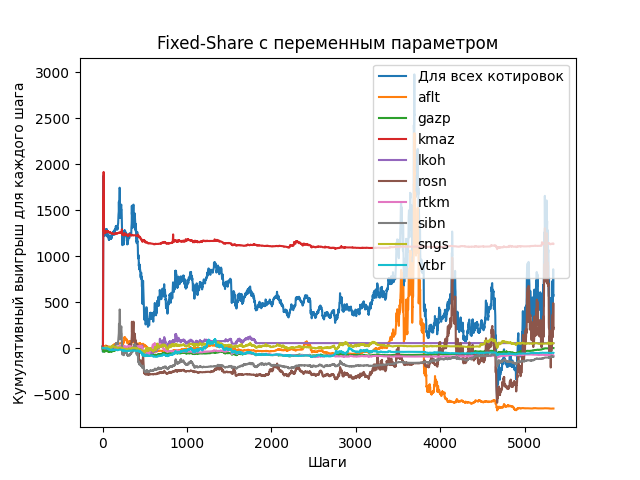 Fixed-Share с переменным параметром
Кумулятивный выигрыш для каждого шага
3000
2500
2000
1500
1000
500
0
−500
Для всех котировок
aflt
gazp
kmaz
lkoh
rosn
rtkm
sibn
sngs
vtbr
0
1000
2000
3000
4000
5000
Шаги